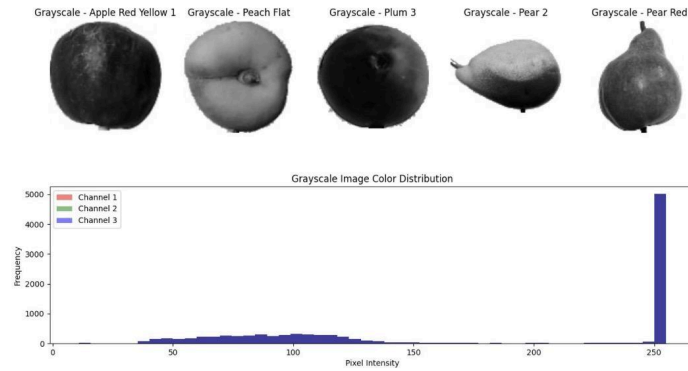 Grayscale - Apple Red Yellow 1
Grayscale - Peach Flat
Grayscale - Plum 3
Grayscale - Pear 2
Grayscale - Pear Red
Grayscale Image Color Distribution
Channel 1
Channel 2
Channel 3
Frequency
5000
4000
3000
2000
1000
0
0 50 100 150 200 250
Pixel Intensity